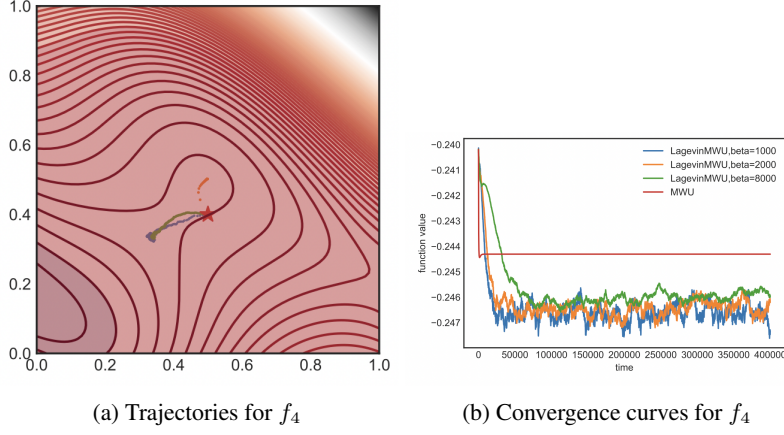 1.0
0.8
0.6
0.4
0.2
0.0
0.0 0.2 0.4 0.6 0.8 1.0
(a) Trajectories for f4
−0.240
−0.241
−0.242
−0.243
−0.244
−0.245
−0.246
−0.247
function value
LagevinMWU,beta=1000
LagevinMWU,beta=2000
LagevinMWU,beta=8000
MWU
0 50000 100000 150000 200000 250000 300000 350000 400000
time
(b) Convergence curves for f4